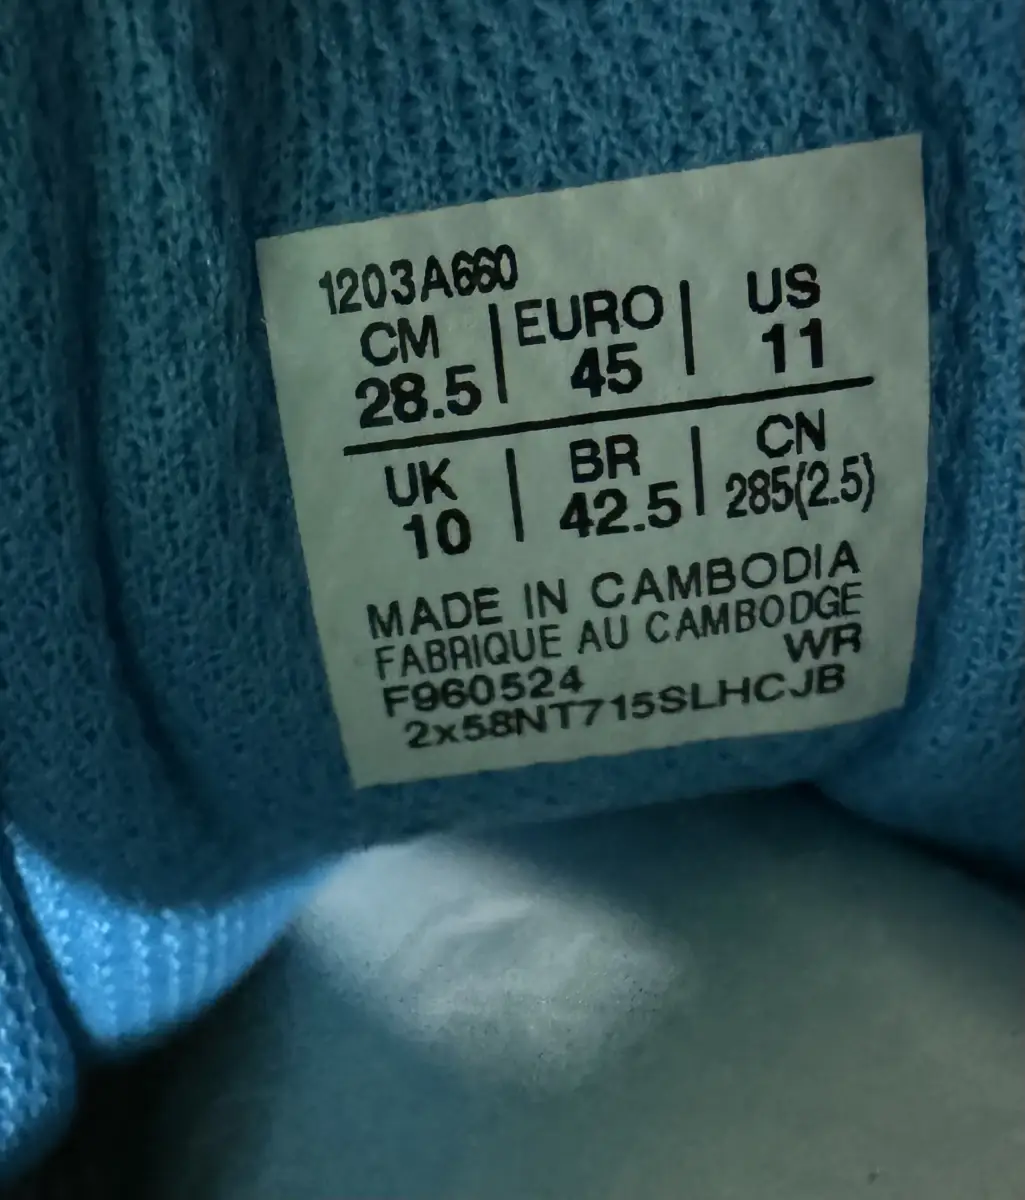 1203A660
CM | EURO | US
28.5 | 45 | 11
UK | BR | CN
10 | 42.5 | 285(2.5)
MADE IN CAMBODIA
FABRIQUE AU CAMBODGE
F960524 WR
2x58NT715SLHCJB